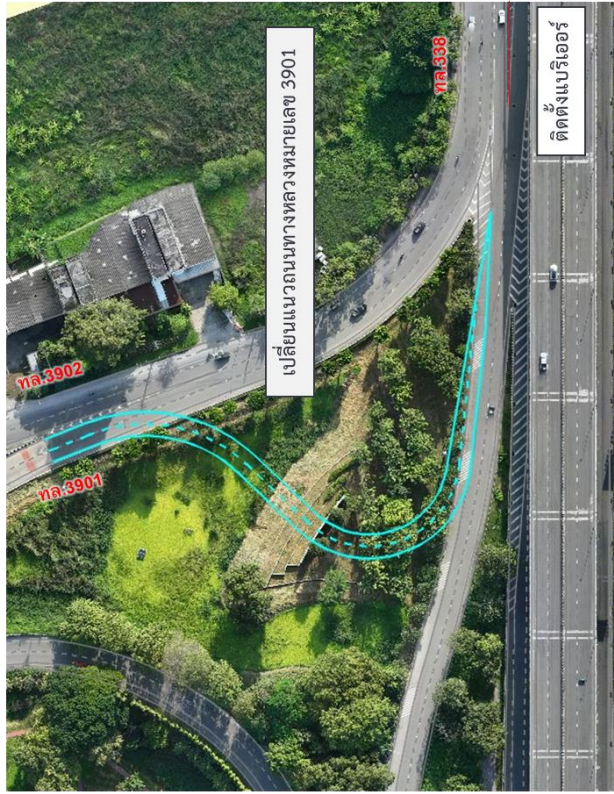 ติดตั้งแบริเออร์
ทล.338
เปลี่ยนแนวถนนทางหลวงหมายเลข 3901
ทล.3902
ทล.3901